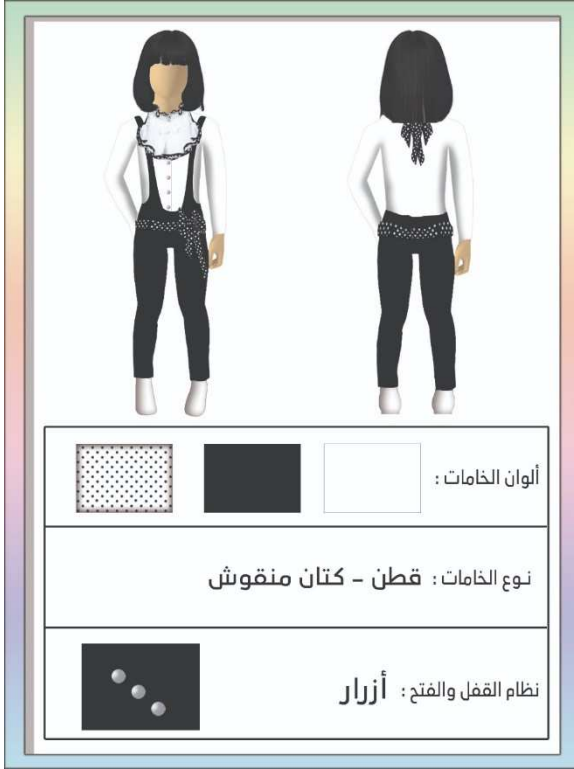 ألوان الخامات :
نوع الخامات : قطن - كتان منقوش
نظام القفل والفتح : أزرار